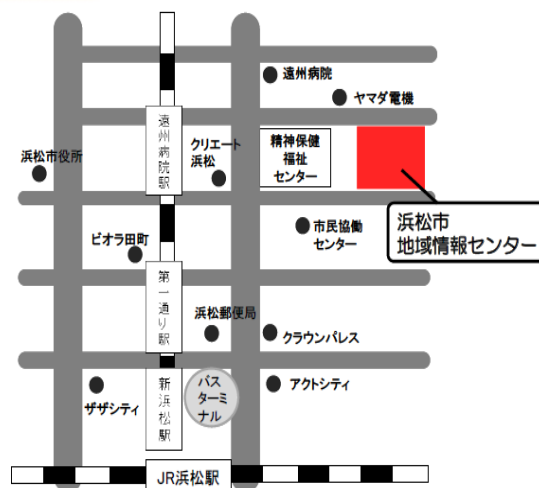 遠州病院
ヤマダ電機
遠州病院駅
クリエート
浜松
精神保健
福祉
センター
浜松市役所
浜松市
地域情報センター
市民協働
センター
ビオラ田町
第一通り駅
浜松郵便局
クラウンパレス
新浜松駅
バス
ターミ
ナル
アクトシティ
ザザシティ
JR浜松駅